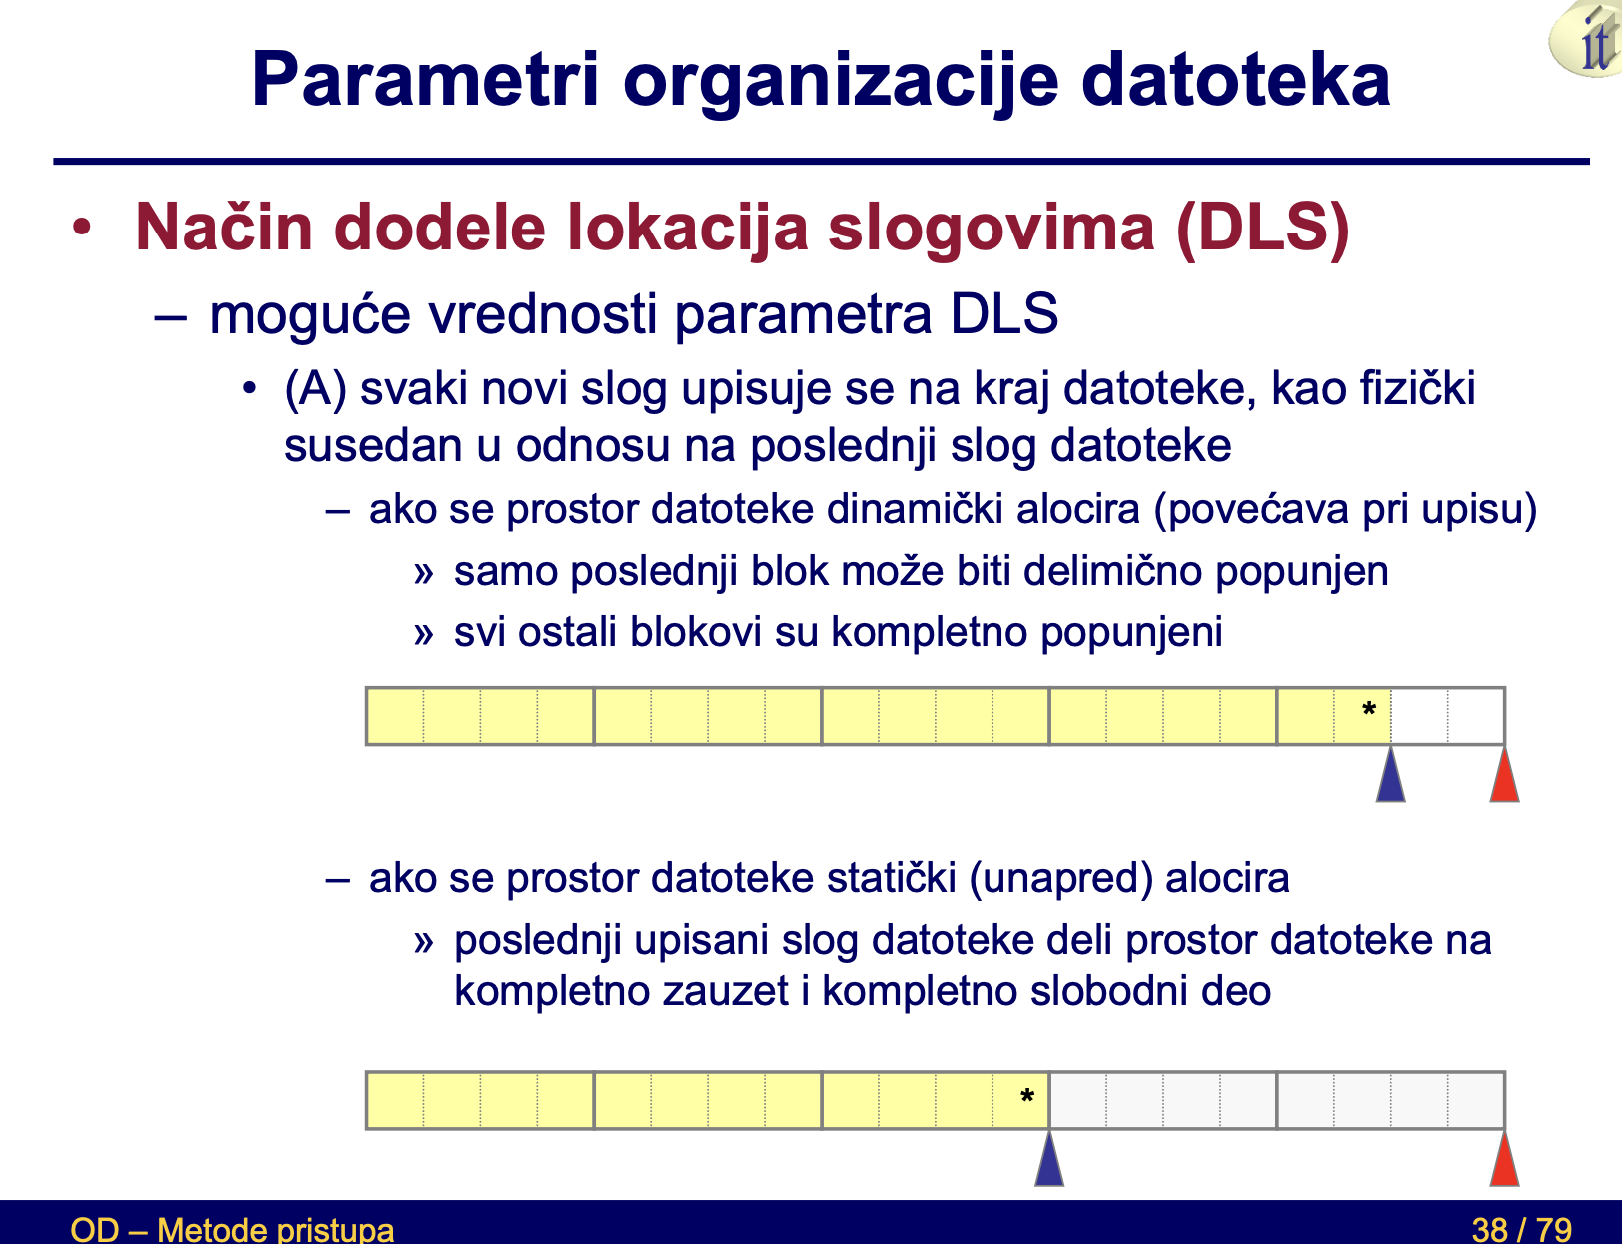 it
Parametri organizacije datoteka
• Način dodele lokacija slogovima (DLS)
– moguće vrednosti parametra DLS
• (A) svaki novi slog upisuje se na kraj datoteke, kao fizički
susedan u odnosu na poslednji slog datoteke
– ako se prostor datoteke dinamički alocira (povećava pri upisu)
» samo poslednji blok može biti delimično popunjen
» svi ostali blokovi su kompletno popunjeni
*
– ako se prostor datoteke statički (unapred) alocira
» poslednji upisani slog datoteke deli prostor datoteke na
kompletno zauzet i kompletno slobodni deo
*
OD – Metode pristupa
38 / 79